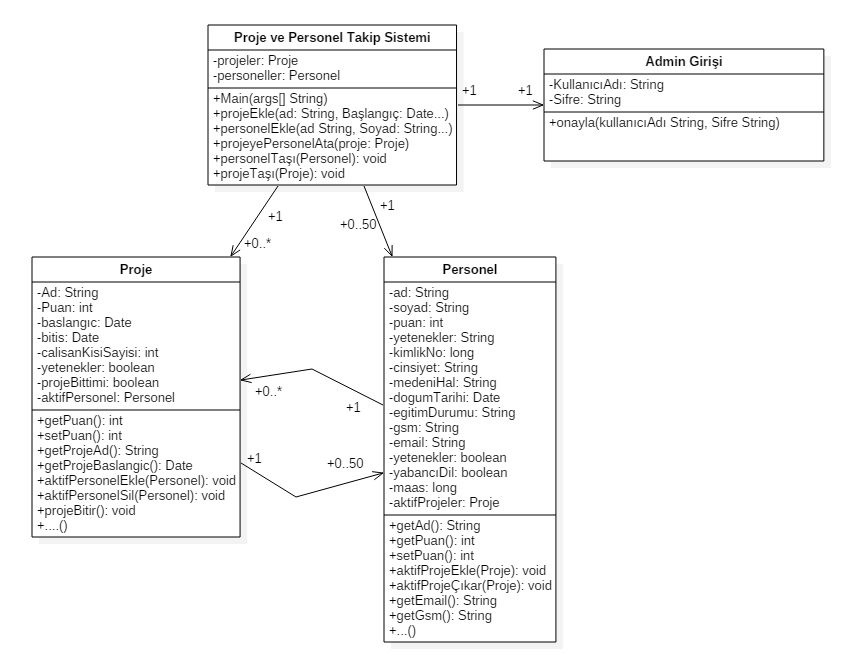 Proje ve Personel Takip Sistemi
-projeler: Proje
-personeller: Personel
+Main(args[] String)
+projeEkle(ad: String, Başlangıç: Date...)
+personelEkle(ad String, Soyad: String...)
+projeyePersonelAta(proje: Proje)
+personelTaşı(Personel): void
+projeTaşı(Proje): void
+1
+1
Admin Girişi
-KullanıcıAdı: String
-Sifre: String
+onayla(kullanıcıAdı String, Sifre String)
+1
+0..*
+1
+0..50
Proje
-Ad: String
-Puan: int
-baslangıc: Date
-bitis: Date
-calisanKisiSayisi: int
-yetenekler: boolean
-projeBittimi: boolean
-aktifPersonel: Personel
+getPuan(): int
+setPuan(): int
+getProjeAd(): String
+getProjeBaslangic(): Date
+aktifPersonelEkle(Personel): void
+aktifPersonelSil(Personel): void
+projeBitir(): void
+....()
+0..*
+1
+1
+0..50
Personel
-ad: String
-soyad: String
-puan: int
-yetenekler: String
-kimlikNo: long
-cinsiyet: String
-medeniHal: String
-dogumTarihi: Date
-egitimDurumu: String
-gsm: String
-email: String
-yetenekler: boolean
-yabancıDil: boolean
-maas: long
-aktifProjeler: Proje
+getAd(): String
+getPuan(): int
+setPuan(): int
+aktifProjeEkle(Proje): void
+aktifProjeÇıkar(Proje): void
+getEmail(): String
+getGsm(): String
+...()